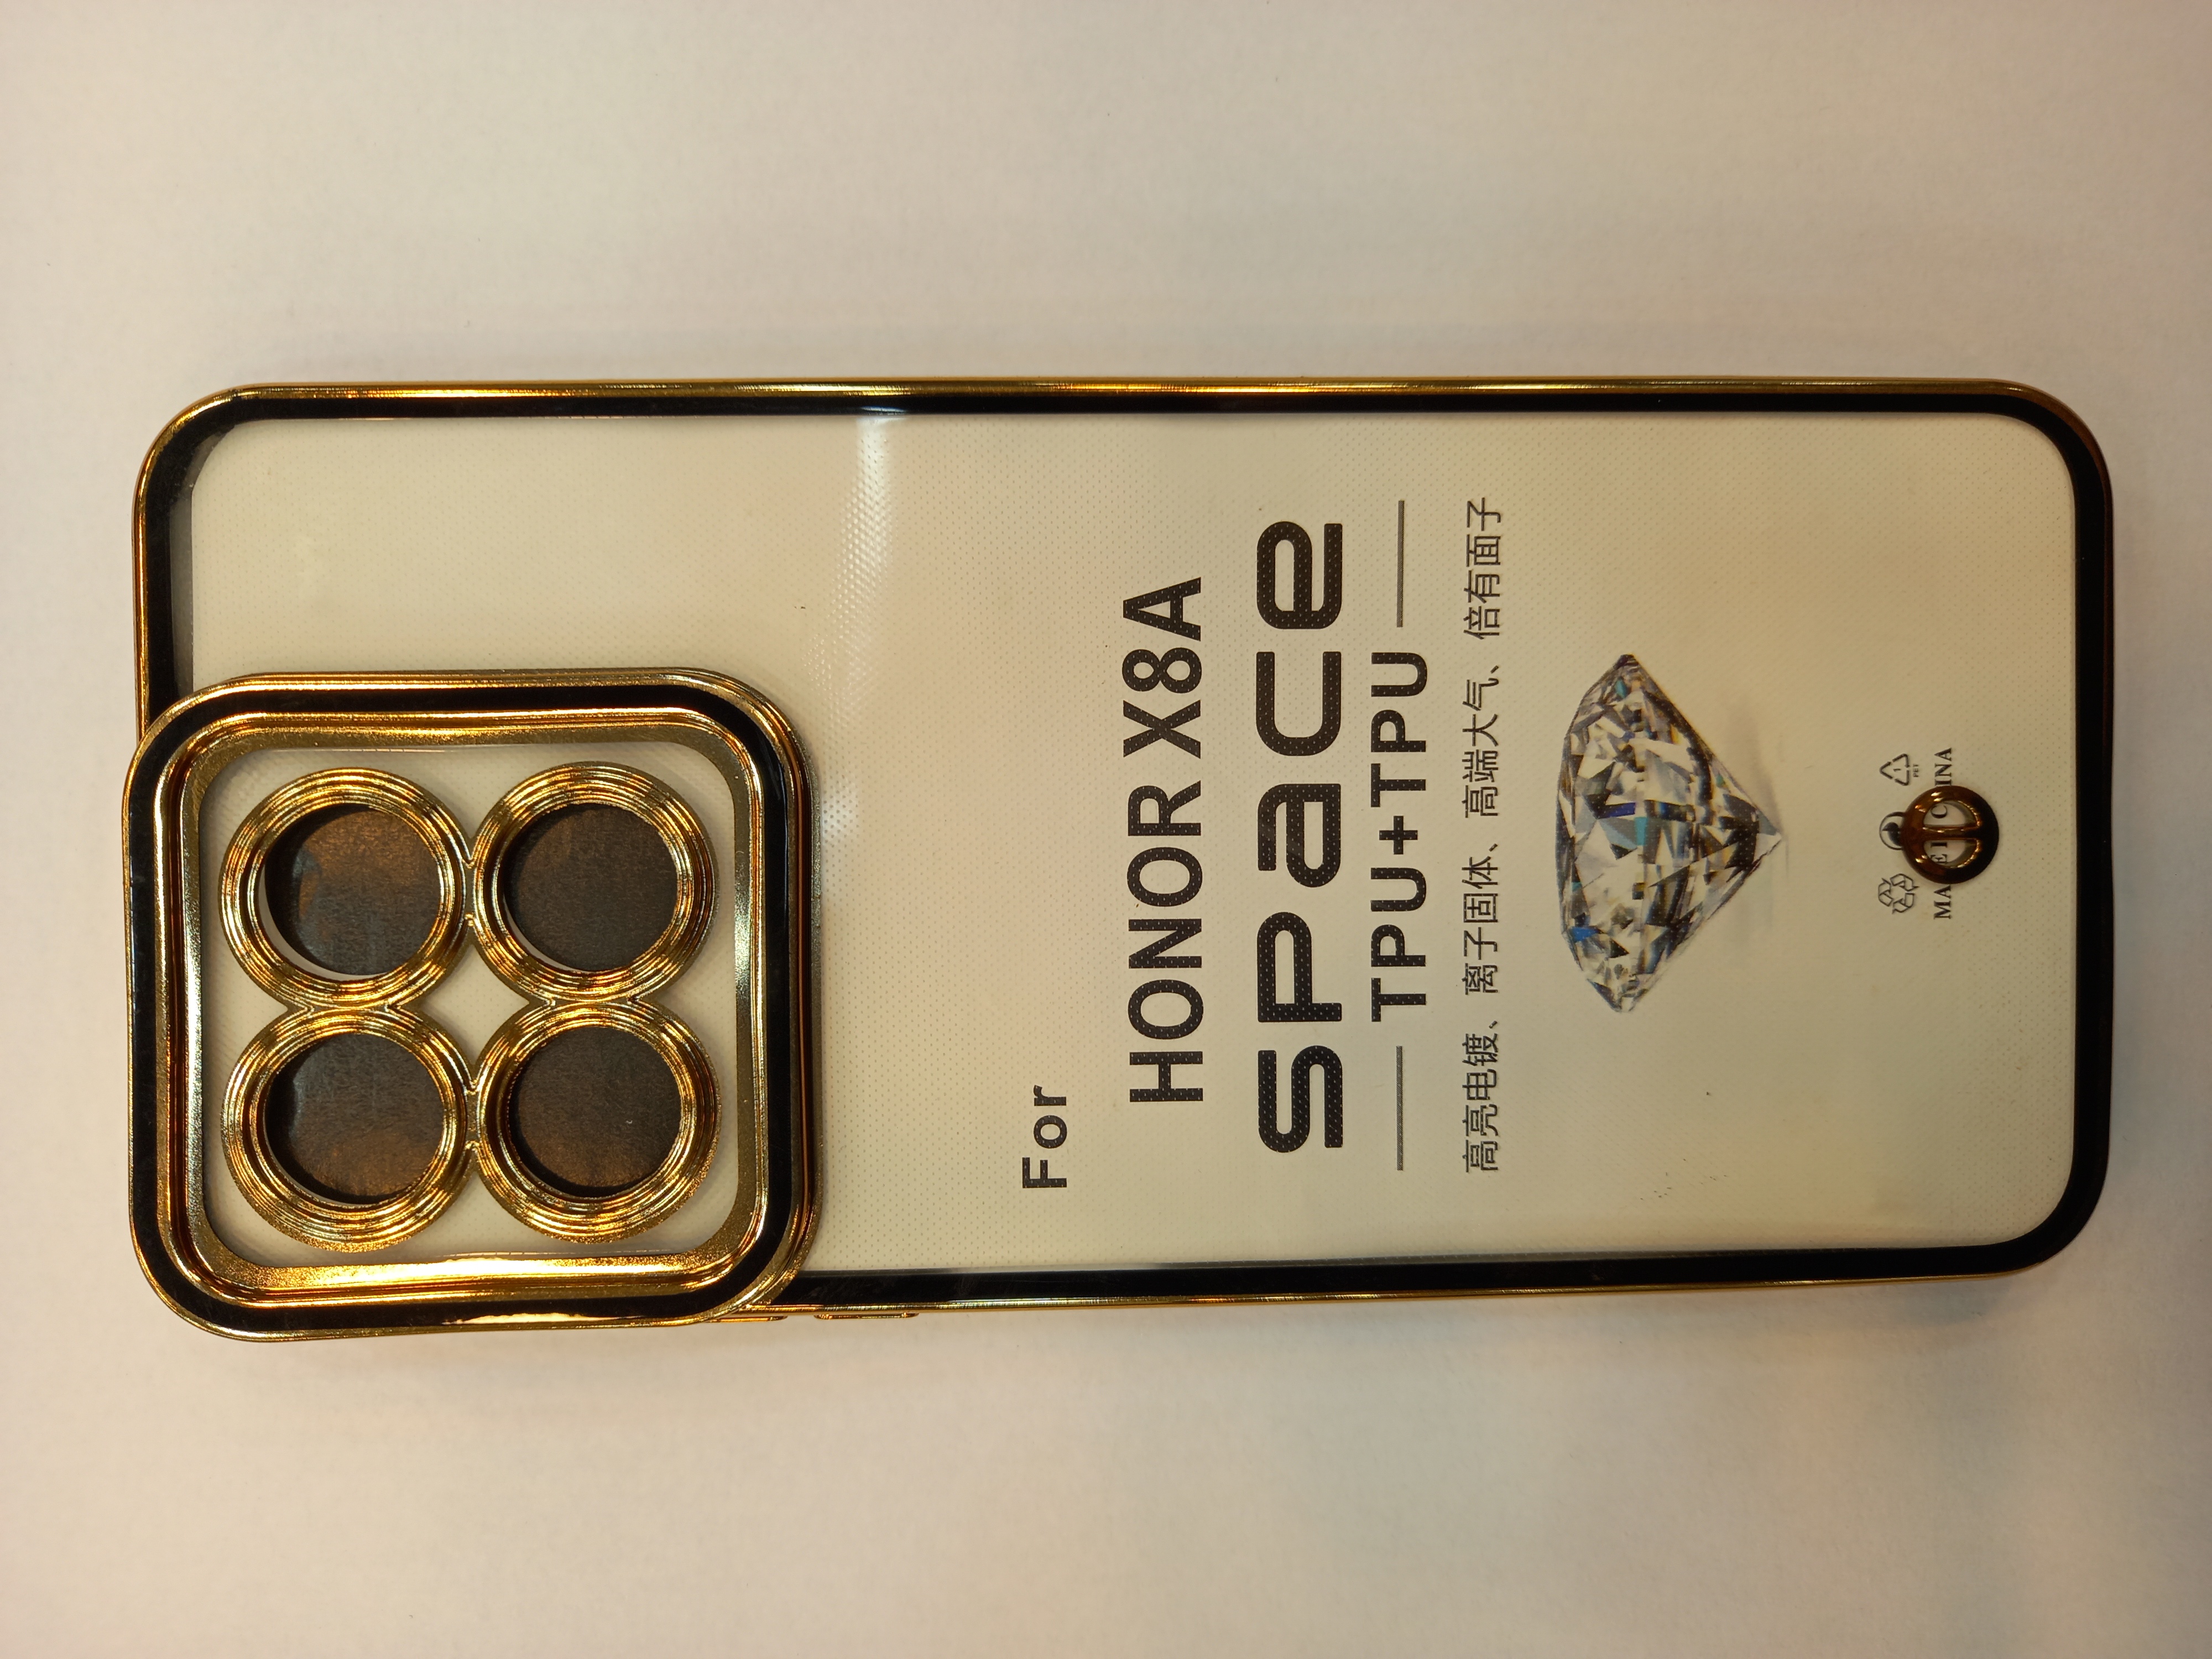 For
HONOR X8A
SPace
TPU+TPU
高亮电镀、离子固体、高端大气、倍有面子
PET